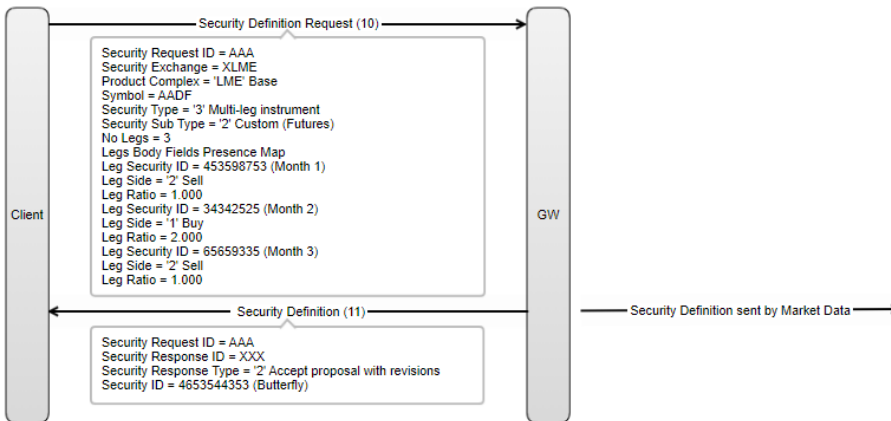 Security Definition Request (10)
Security Request ID = AAA
Security Exchange = XLME
Product Complex = 'LME' Base
Symbol = AADF
Security Type = '3' Multi-leg instrument
Security Sub Type = '2' Custom (Futures)
No Legs = 3
Legs Body Fields Presence Map
Leg Security ID = 453598753 (Month 1)
Leg Side = '2' Sell
Leg Ratio = 1.000
Leg Security ID = 34342525 (Month 2)
Leg Side = '1' Buy
Leg Ratio = 2.000
Leg Security ID = 65659335 (Month 3)
Leg Side = '2' Sell
Leg Ratio = 1.000
Client
GW
Security Definition (11)
Security Definition sent by Market Data
Security Request ID = AAA
Security Response ID = XXX
Security Response Type = '2' Accept proposal with revisions
Security ID = 4653544353 (Butterfly)